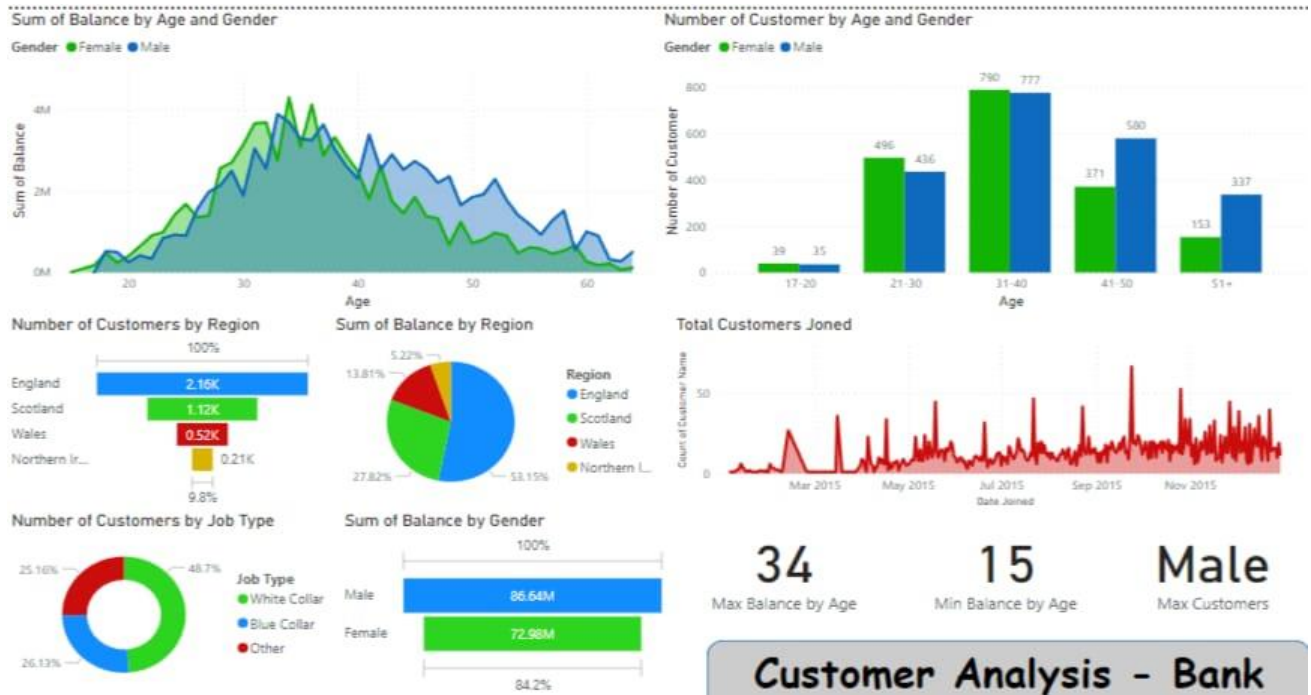 Sum of Balance by Age and Gender
Gender Female Male
4M
2M
0M
Sum of Balance
20 30 40 50 60
Age
Number of Customer by Age and Gender
Gender Female Male
800
600
400
200
0
Number of Customer
39 35 496 436 790 777 371 580 153 337
17-20 21-30 31-40 41-50 51+
Age
Number of Customers by Region
100%
England 2.16K
Scotland 1.12K
Wales 0.52K
Northern Ir... 0.21K
9.8%
Sum of Balance by Region
5.22%
13.81%
27.82%
53.15%
Region
England
Scotland
Wales
Northern I...
Total Customers Joned
50
0
Count of Customer Name
Mar 2015 May 2015 Jul 2015 Sep 2015 Nov 2015
Date Joined
Number of Customers by Job Type
25.16%
48.7%
26.13%
Job Type
White Collar
Blue Collar
Other
Sum of Balance by Gender
100%
Male 86.64M
Female 72.98M
84.2%
34
Max Balance by Age
15
Min Balance by Age
Male
Max Customers
Customer Analysis - Bank